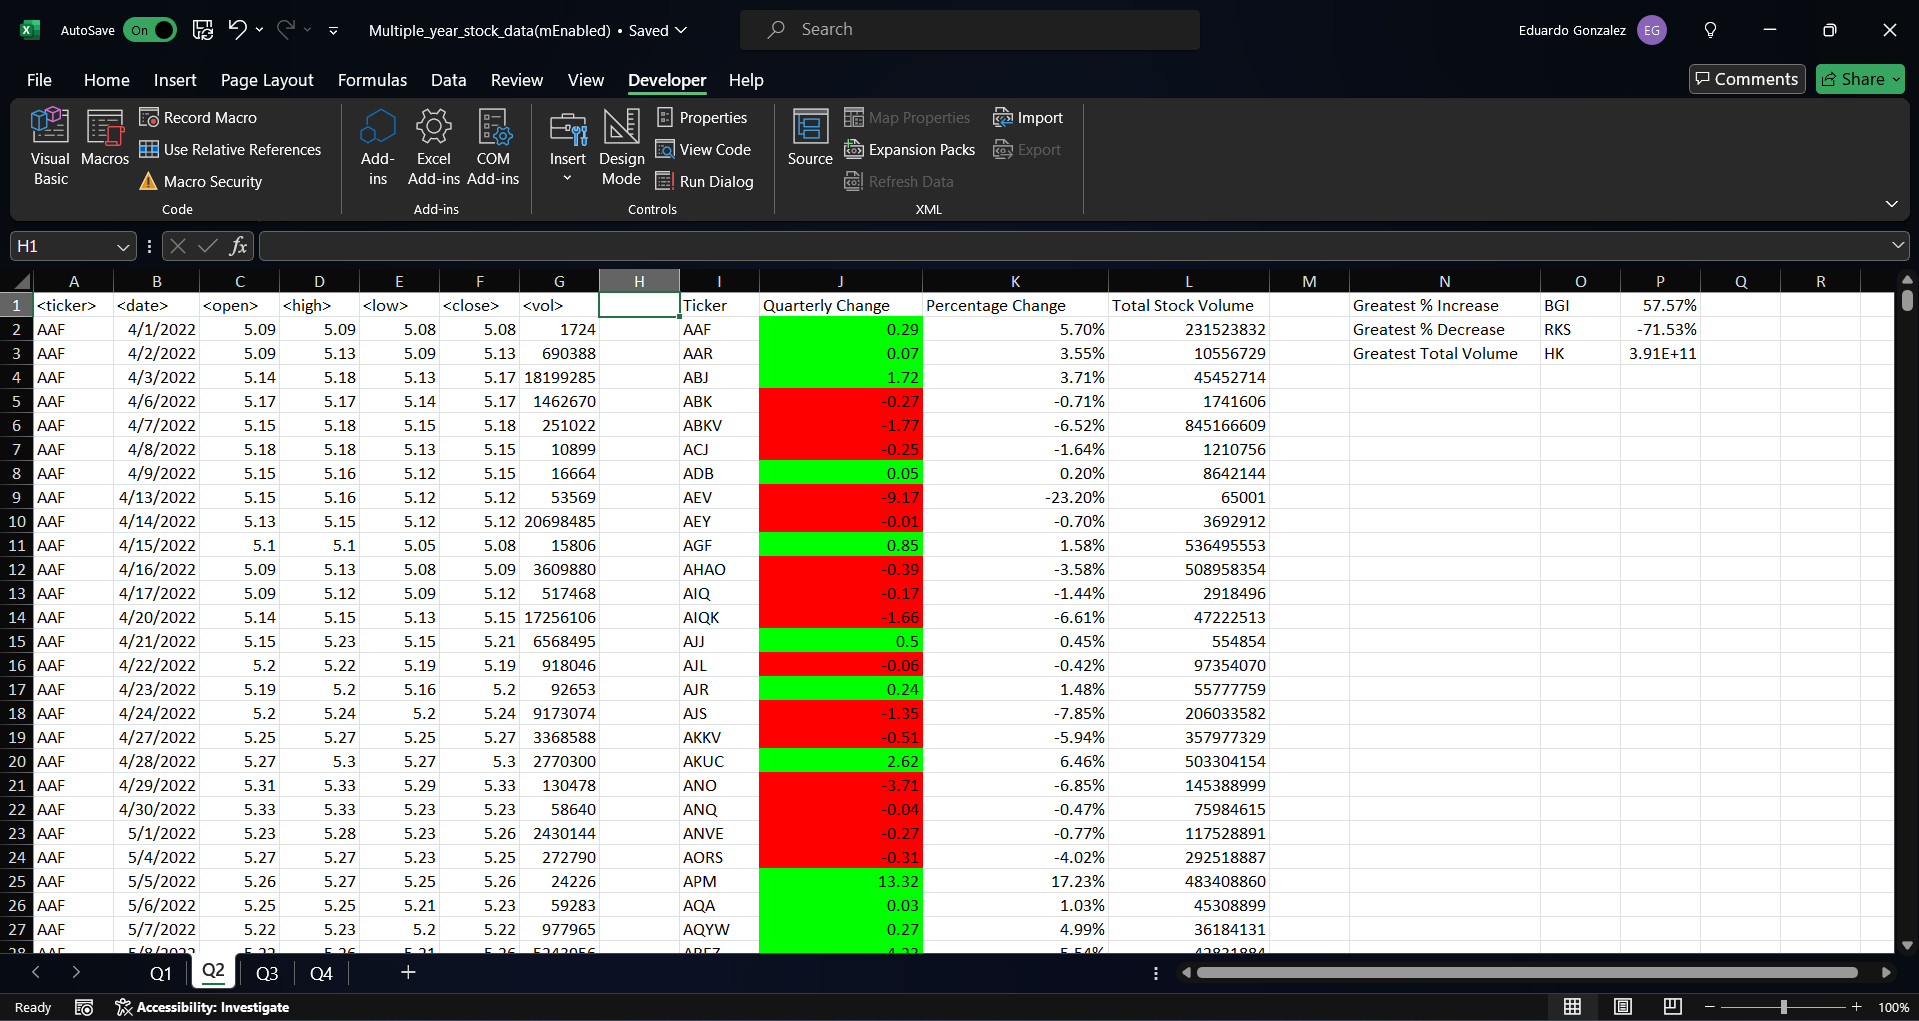 AutoSave On Multiple_year_stock_data(mEnabled) • Saved Search Eduardo Gonzalez EG
File Home Insert Page Layout Formulas Data Review View Developer Help Comments Share
Visual Basic Macros Record Macro Use Relative References Macro Security Code
Add-ins Excel Add-ins COM Add-ins Add-ins
Insert Design Mode Properties View Code Run Dialog Controls
Source Map Properties Expansion Packs Refresh Data Import Export XML
H1 fx
A B C D E F G H I J K L M N O P Q R
1 <ticker> <date> <open> <high> <low> <close> <vol> Ticker Quarterly Change Percentage Change Total Stock Volume Greatest % Increase BGI 57.57%
2 AAF 4/1/2022 5.09 5.09 5.08 5.08 1724 AAF 0.29 5.70% 231523832 Greatest % Decrease RKS -71.53%
3 AAF 4/2/2022 5.09 5.13 5.09 5.13 690388 AAR 0.07 3.55% 10556729 Greatest Total Volume HK 3.91E+11
4 AAF 4/3/2022 5.14 5.18 5.13 5.17 18199285 ABJ 1.72 3.71% 45452714
5 AAF 4/6/2022 5.17 5.17 5.14 5.17 1462670 ABK -0.27 -0.71% 1741606
6 AAF 4/7/2022 5.15 5.18 5.15 5.18 251022 ABKV -1.77 -6.52% 845166609
7 AAF 4/8/2022 5.18 5.18 5.13 5.15 10899 ACJ -0.25 -1.64% 1210756
8 AAF 4/9/2022 5.15 5.16 5.12 5.15 16664 ADB 0.05 0.20% 8642144
9 AAF 4/13/2022 5.15 5.16 5.12 5.12 53569 AEV -9.17 -23.20% 65001
10 AAF 4/14/2022 5.13 5.15 5.12 5.12 20698485 AEY -0.01 -0.70% 3692912
11 AAF 4/15/2022 5.1 5.1 5.05 5.08 15806 AGF 0.85 1.58% 536495553
12 AAF 4/16/2022 5.09 5.13 5.08 5.09 3609880 AHAO -0.39 -3.58% 508958354
13 AAF 4/17/2022 5.09 5.12 5.09 5.12 517468 AIQ -0.17 -1.44% 2918496
14 AAF 4/20/2022 5.14 5.15 5.13 5.15 17256106 AIQK -1.66 -6.61% 47222513
15 AAF 4/21/2022 5.15 5.23 5.15 5.21 6568495 AJJ 0.5 0.45% 554854
16 AAF 4/22/2022 5.2 5.22 5.19 5.19 918046 AJL -0.06 -0.42% 97354070
17 AAF 4/23/2022 5.19 5.2 5.16 5.2 92653 AJR 0.24 1.48% 55777759
18 AAF 4/24/2022 5.2 5.24 5.2 5.24 9173074 AJS -1.35 -7.85% 206033582
19 AAF 4/27/2022 5.25 5.27 5.25 5.27 3368588 AKKV -0.51 -5.94% 357977329
20 AAF 4/28/2022 5.27 5.3 5.27 5.3 2770300 AKUC 2.62 6.46% 503304154
21 AAF 4/29/2022 5.31 5.33 5.29 5.33 130478 ANO -3.71 -6.85% 145388999
22 AAF 4/30/2022 5.33 5.33 5.23 5.23 58640 ANQ -0.04 -0.47% 75984615
23 AAF 5/1/2022 5.23 5.28 5.23 5.26 2430144 ANVE -0.27 -0.77% 117528891
24 AAF 5/4/2022 5.27 5.27 5.23 5.25 272790 AORS -0.31 -4.02% 292518887
25 AAF 5/5/2022 5.26 5.27 5.25 5.26 24226 APM 13.32 17.23% 483408860
26 AAF 5/6/2022 5.25 5.25 5.21 5.23 59283 AQA 0.03 1.03% 45308899
27 AAF 5/7/2022 5.22 5.23 5.2 5.22 977965 AQYW 0.27 4.99% 36184131
Q1 Q2 Q3 Q4
Ready Accessibility: Investigate 100%